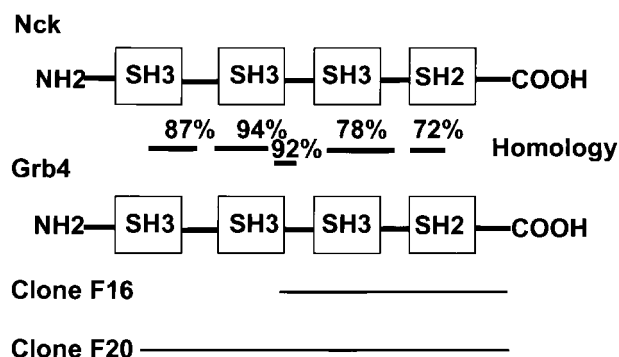 Nck
NH2 SH3 SH3 SH3 SH2 COOH
87% 94% 92% 78% 72% Homology
Grb4
NH2 SH3 SH3 SH3 SH2 COOH
Clone F16
Clone F20